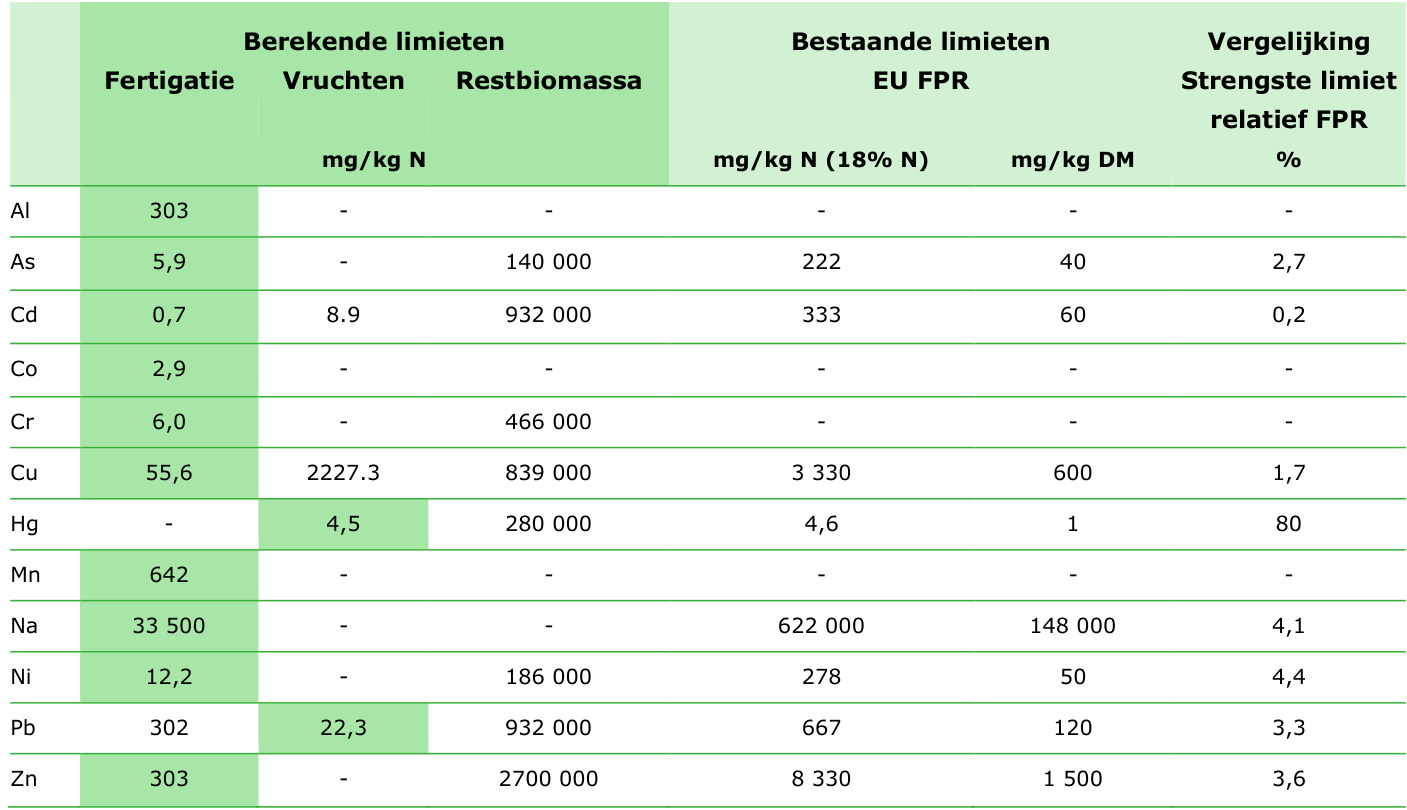 Berekende limieten Bestaande limieten Vergelijking
Fertigatie Vruchten Restbiomassa EU FPR Strengste limiet
relatief FPR
mg/kg N mg/kg N (18% N) mg/kg DM %
Al 303 - - - - -
As 5,9 - 140 000 222 40 2,7
Cd 0,7 8.9 932 000 333 60 0,2
Co 2,9 - - - - -
Cr 6,0 - 466 000 - - -
Cu 55,6 2227.3 839 000 3 330 600 1,7
Hg - 4,5 280 000 4,6 1 80
Mn 642 - - - - -
Na 33 500 - - 622 000 148 000 4,1
Ni 12,2 - 186 000 278 50 4,4
Pb 302 22,3 932 000 667 120 3,3
Zn 303 - 2700 000 8 330 1 500 3,6